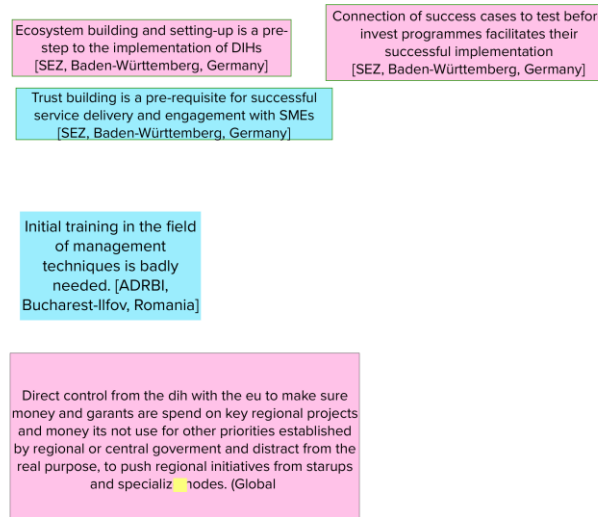 Ecosystem building and setting-up is a pre-
step to the implementation of DIHs
[SEZ, Baden-Württemberg, Germany]
Connection of success cases to test before
invest programmes facilitates their
successful implementation
[SEZ, Baden-Württemberg, Germany]
Trust building is a pre-requisite for successful
service delivery and engagement with SMEs
[SEZ, Baden-Württemberg, Germany]
Initial training in the field
of management
techniques is badly
needed. [ADRBI,
Bucharest-Ilfov, Romania]
Direct control from the dih with the eu to make sure
money and garants are spend on key regional projects
and money its not use for other priorities established
by regional or central goverment and distract from the
real purpose, to push regional initiatives from starups
and (Global